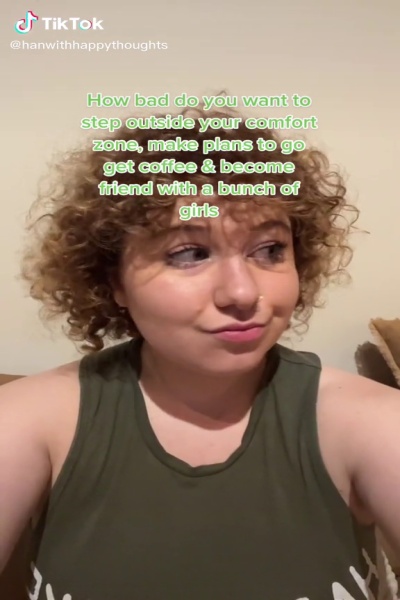 TikTok
@hanwithhappythoughts
How bad do you want to
step outside your comfort
zone, make plans to go
get coffee & become
friend with a bunch of
girls